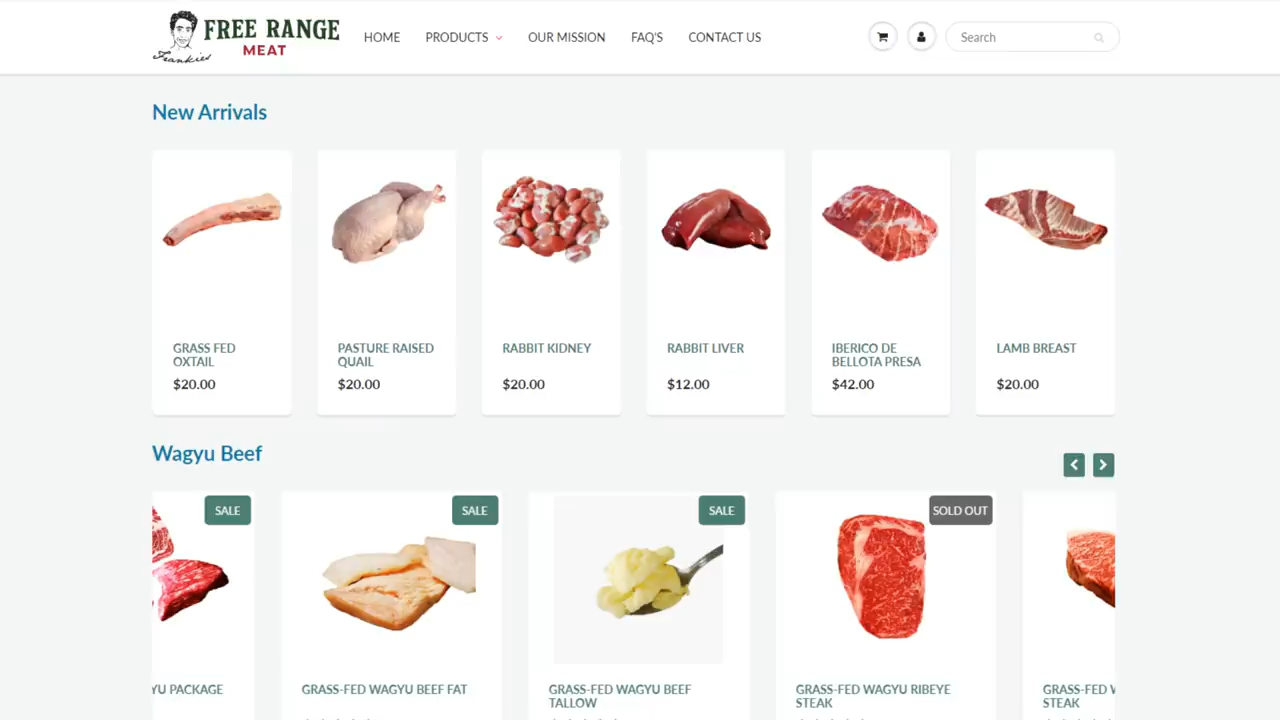 FREE RANGE
MEAT
Frankies
HOME
PRODUCTS
OUR MISSION
FAQ'S
CONTACT US
Search
New Arrivals
GRASS FED
OXTAIL
$20.00
PASTURE RAISED
QUAIL
$20.00
RABBIT KIDNEY
$20.00
RABBIT LIVER
$12.00
IBERICO DE
BELLOTA PRESA
$42.00
LAMB BREAST
$20.00
Wagyu Beef
SALE
SALE
SALE
SOLD OUT
YU PACKAGE
GRASS-FED WAGYU BEEF FAT
GRASS-FED WAGYU BEEF
TALLOW
GRASS-FED WAGYU RIBEYE
STEAK
GRASS-FED W
STEAK